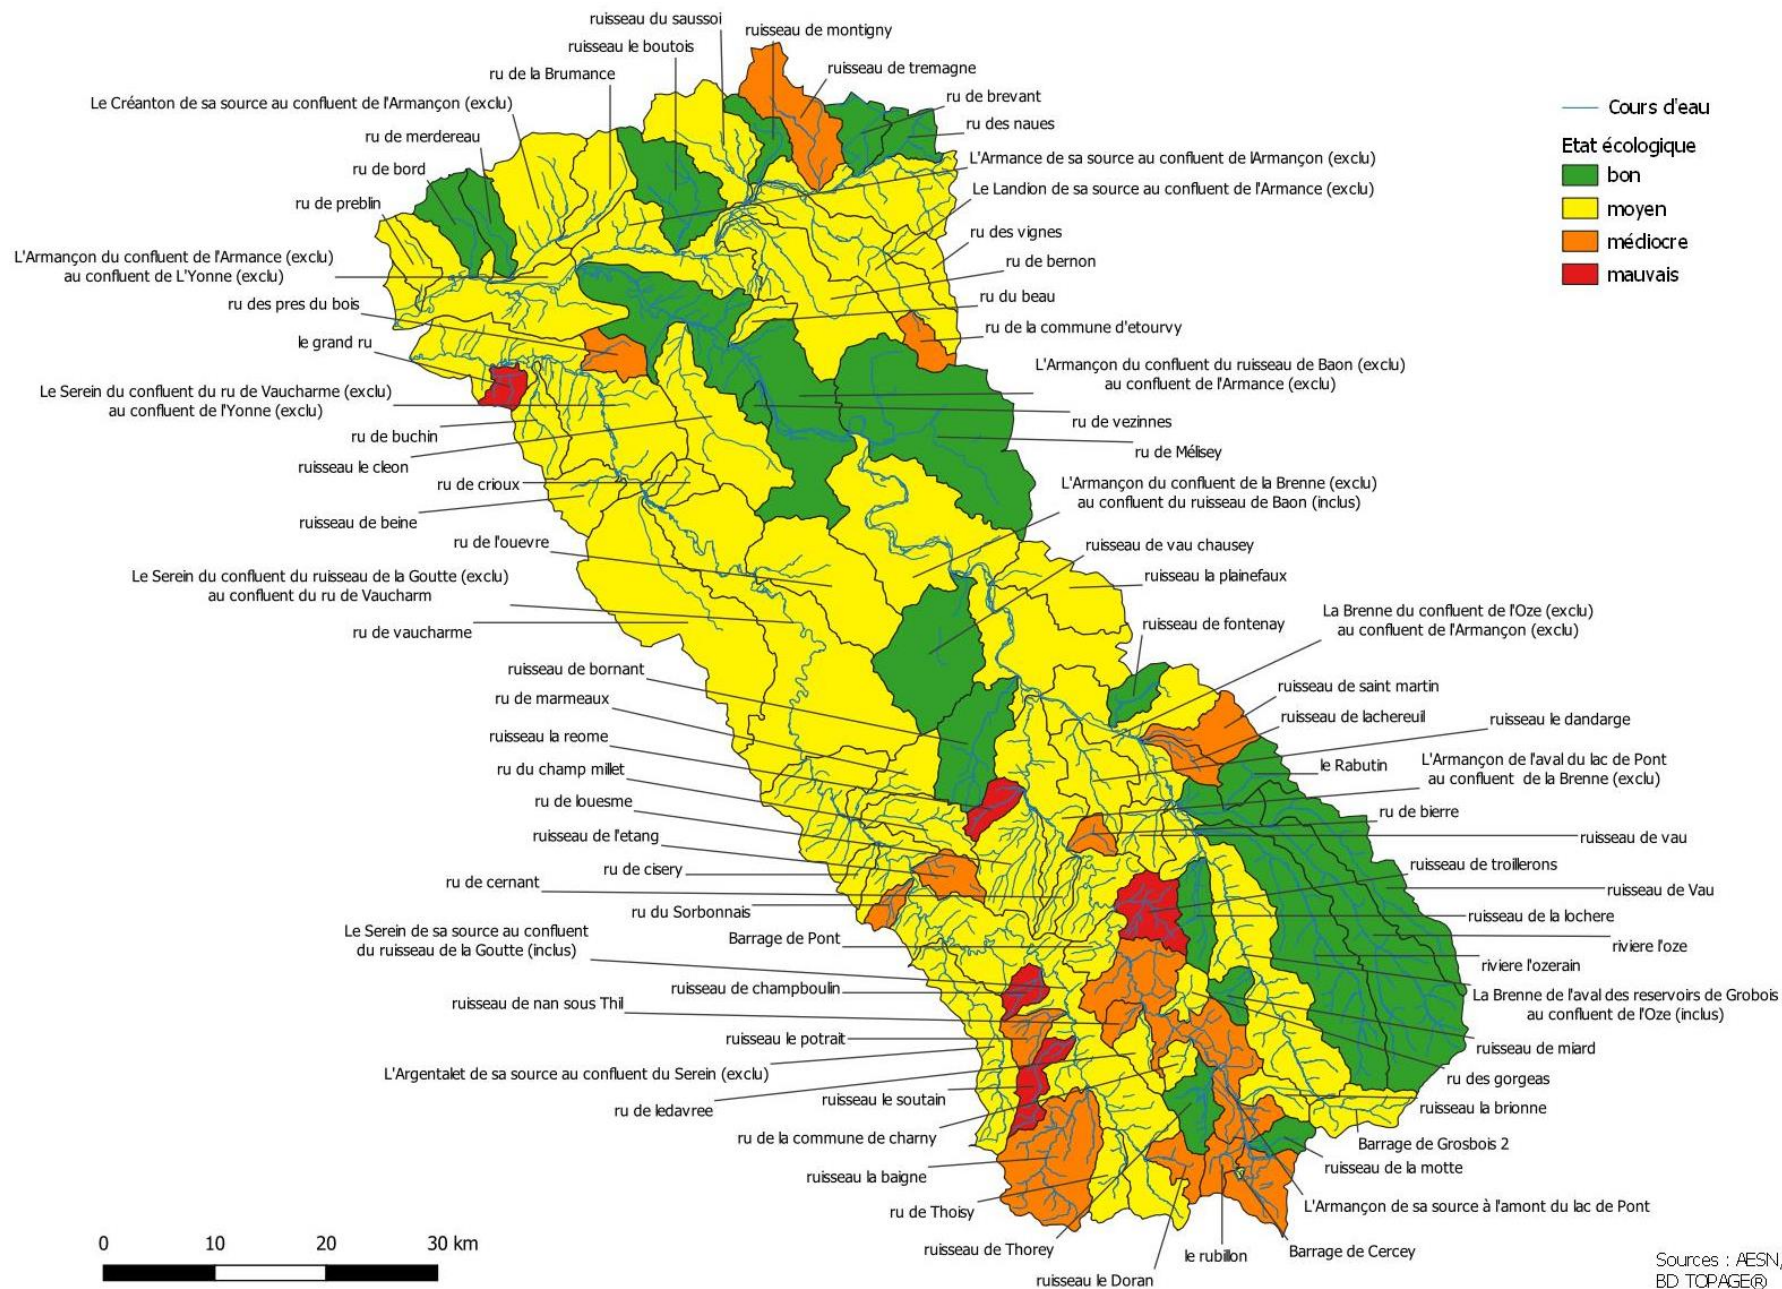 ruisseau du saussoi
ruisseau de montigny
ruisseau le boutois
ruisseau de tremagne
ru de la Brumance
ru de brevant
Le Créanton de sa source au confluent de l'Armançon (exclu)
ru des naues
ru de merdereau
L'Armance de sa source au confluent de lArmançon (exclu)
ru de bord
Le Landion de sa source au confluent de l'Armance (exclu)
ru de preblin
ru des vignes
L'Armançon du confluent de l'Armance (exclu)
au confluent de L'Yonne (exclu)
ru de bernon
ru des pres du bois
ru du beau
le grand ru
ru de la commune d'etourvy
L'Armançon du confluent du ruisseau de Baon (exclu)
au confluent de l'Armance (exclu)
Le Serein du confluent du ru de Vaucharme (exclu)
au confluent de l'Yonne (exclu)
ru de vezinnes
ru de buchin
ru de Mélisey
ruisseau le cleon
L'Armançon du confluent de la Brenne (exclu)
au confluent du ruisseau de Baon (inclus)
ru de crioux
ruisseau de beine
ru de l'ouevre
ruisseau de vau chausey
Le Serein du confluent du ruisseau de la Goutte (exclu)
au confluent du ru de Vaucharm
ruisseau la plainefaux
ru de vaucharme
La Brenne du confluent de l'Oze (exclu)
au confluent de l'Armançon (exclu)
ruisseau de fontenay
ruisseau de bornant
ruisseau de saint martin
ru de marmeaux
ruisseau de lachereuil
ruisseau le dandarge
ruisseau la reome
L'Armançon de l'aval du lac de Pont
au confluent de la Brenne (exclu)
ru du champ millet
le Rabutin
ru de louesme
ru de bierre
ruisseau de l'etang
ruisseau de vau
ru de cisery
ruisseau de troillerons
ru de cernant
ruisseau de Vau
ru du Sorbonnais
ruisseau de la lochere
Le Serein de sa source au confluent
du ruisseau de la Goutte (inclus)
Barrage de Pont
riviere l'oze
riviere l'ozerain
ruisseau de champboulin
La Brenne de l'aval des reservoirs de Grobois
au confluent de l'Oze (inclus)
ruisseau de nan sous Thil
ruisseau le potrait
ruisseau de miard
L'Argentalet de sa source au confluent du Serein (exclu)
ru des gorgeas
ru de ledavree
ruisseau le soutain
ruisseau la brionne
ru de la commune de charny
Barrage de Grosbois 2
ruisseau la baigne
ruisseau de la motte
ru de Thoisy
L'Armançon de sa source à l'amont du lac de Pont
ruisseau de Thorey
le rubillon
Barrage de Cercey
ruisseau le Doran
Cours d'eau
Etat écologique
bon
moyen
médiocre
mauvais
0 10 20 30 km
Sources : AESN,
BD TOPAGE®